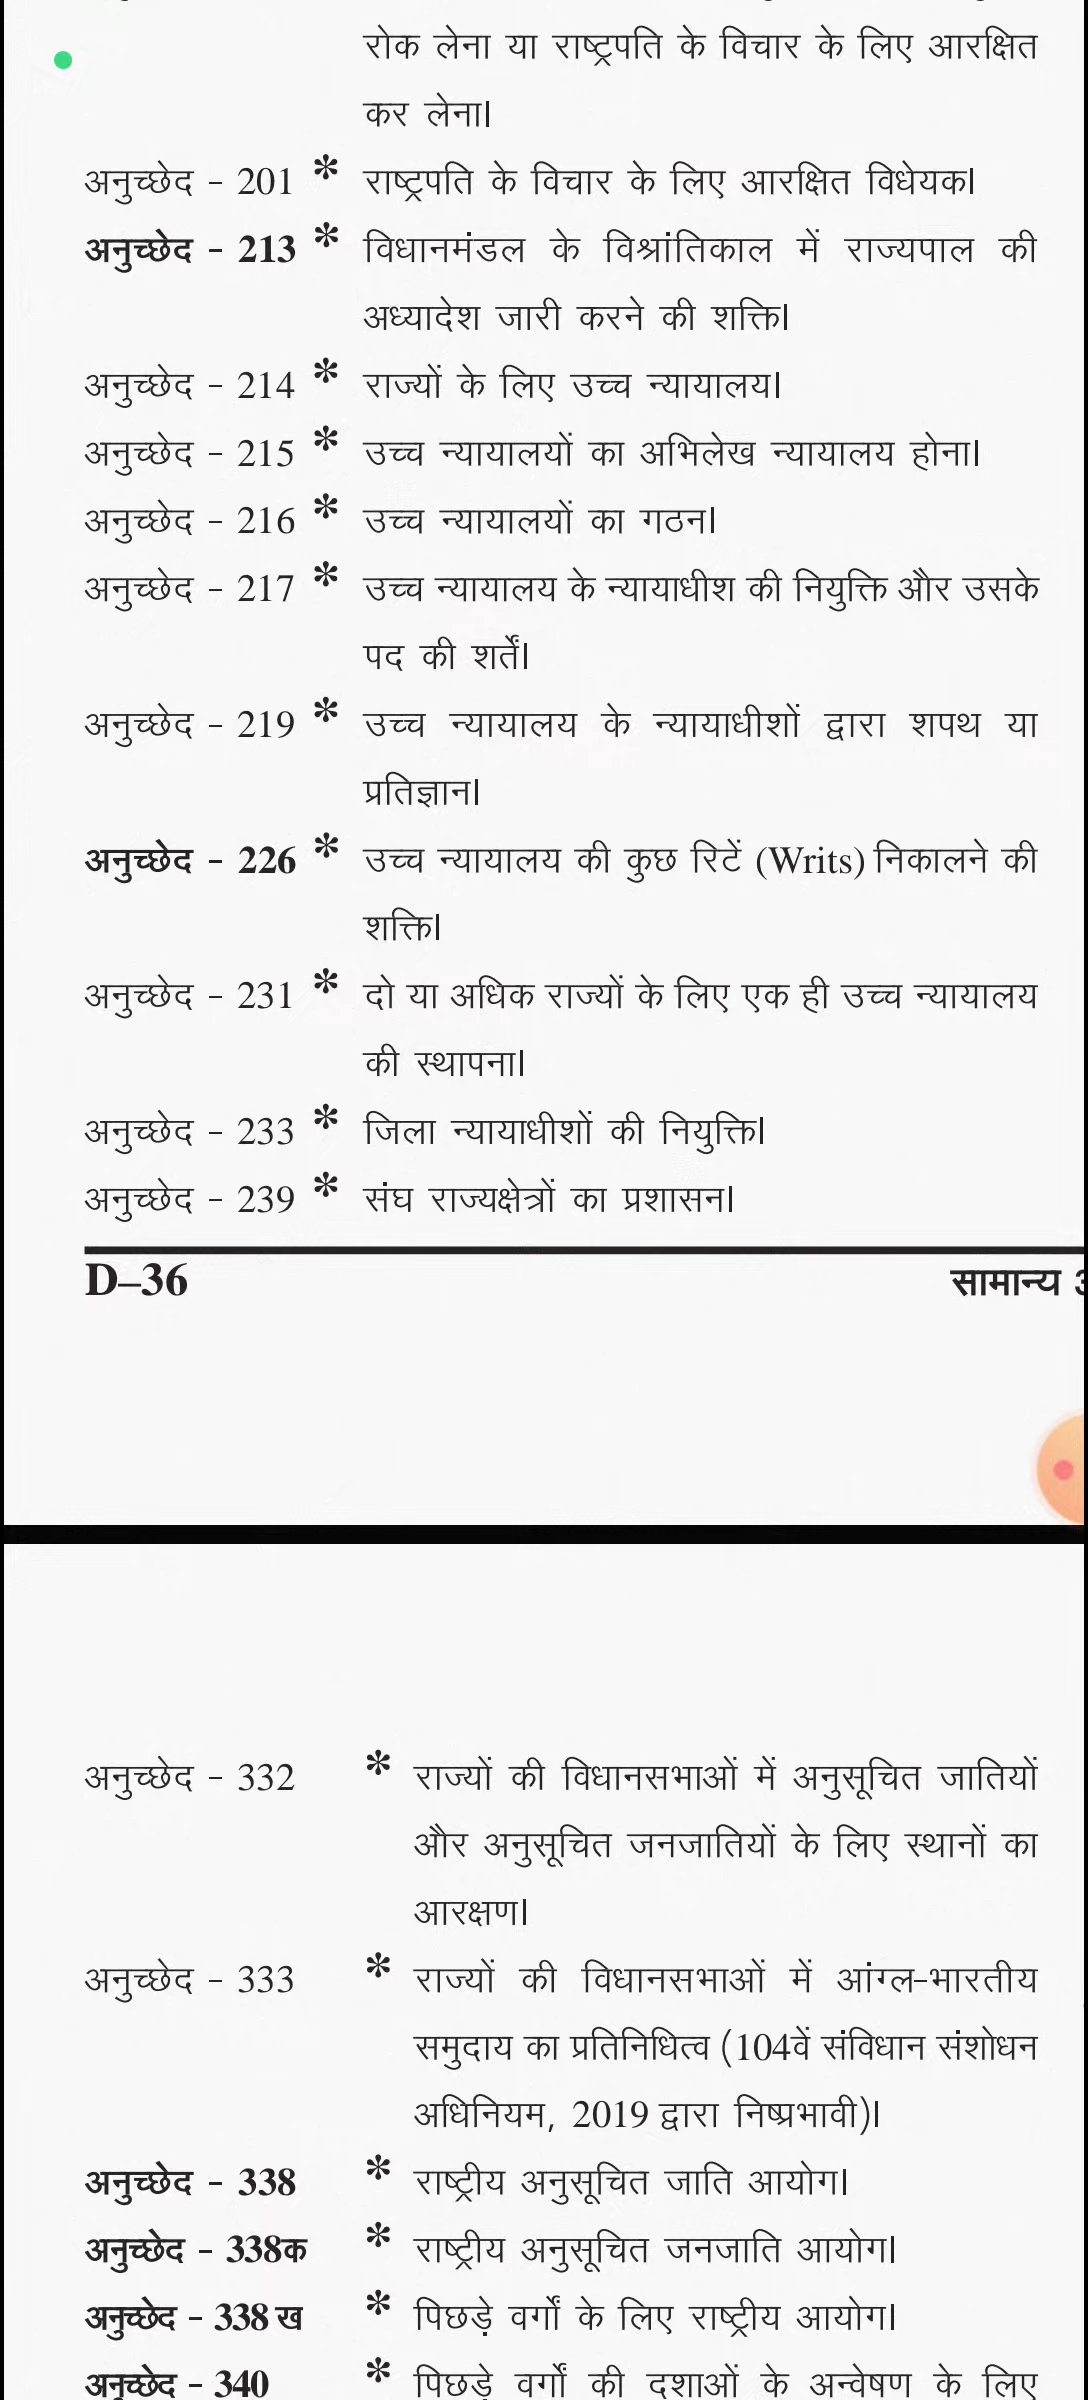 रोक लेना या राष्ट्रपति के विचार के लिए आरक्षित
कर लेना।
अनुच्छेद - 201 * राष्ट्रपति के विचार के लिए आरक्षित विधेयक।
अनुच्छेद - 213 * विधानमंडल के विश्रांतिकाल में राज्यपाल की
अध्यादेश जारी करने की शक्ति।
अनुच्छेद - 214 * राज्यों के लिए उच्च न्यायालय।
अनुच्छेद - 215 * उच्च न्यायालयों का अभिलेख न्यायालय होना।
अनुच्छेद - 216 * उच्च न्यायालयों का गठन।
अनुच्छेद - 217 * उच्च न्यायालय के न्यायाधीश की नियुक्ति और उसके
पद की शर्तें।
अनुच्छेद - 219 * उच्च न्यायालय के न्यायाधीशों द्वारा शपथ या
प्रतिज्ञान।
अनुच्छेद - 226 * उच्च न्यायालय की कुछ रिटें (Writs) निकालने की
शक्ति।
अनुच्छेद - 231 * दो या अधिक राज्यों के लिए एक ही उच्च न्यायालय
की स्थापना।
अनुच्छेद - 233 * जिला न्यायाधीशों की नियुक्ति।
अनुच्छेद - 239 * संघ राज्यक्षेत्रों का प्रशासन।
D–36 सामान्य
अनुच्छेद - 332 * राज्यों की विधानसभाओं में अनुसूचित जातियों
और अनुसूचित जनजातियों के लिए स्थानों का
आरक्षण।
अनुच्छेद - 333 * राज्यों की विधानसभाओं में आंग्ल-भारतीय
समुदाय का प्रतिनिधित्व (104वें संविधान संशोधन
अधिनियम, 2019 द्वारा निष्प्रभावी)।
अनुच्छेद - 338 * राष्ट्रीय अनुसूचित जाति आयोग।
अनुच्छेद - 338क * राष्ट्रीय अनुसूचित जनजाति आयोग।
अनुच्छेद - 338 ख * पिछड़े वर्गों के लिए राष्ट्रीय आयोग।
अनुच्छेद - 340 * पिछड़े वर्गों की दशाओं के अन्वेषण के लिए